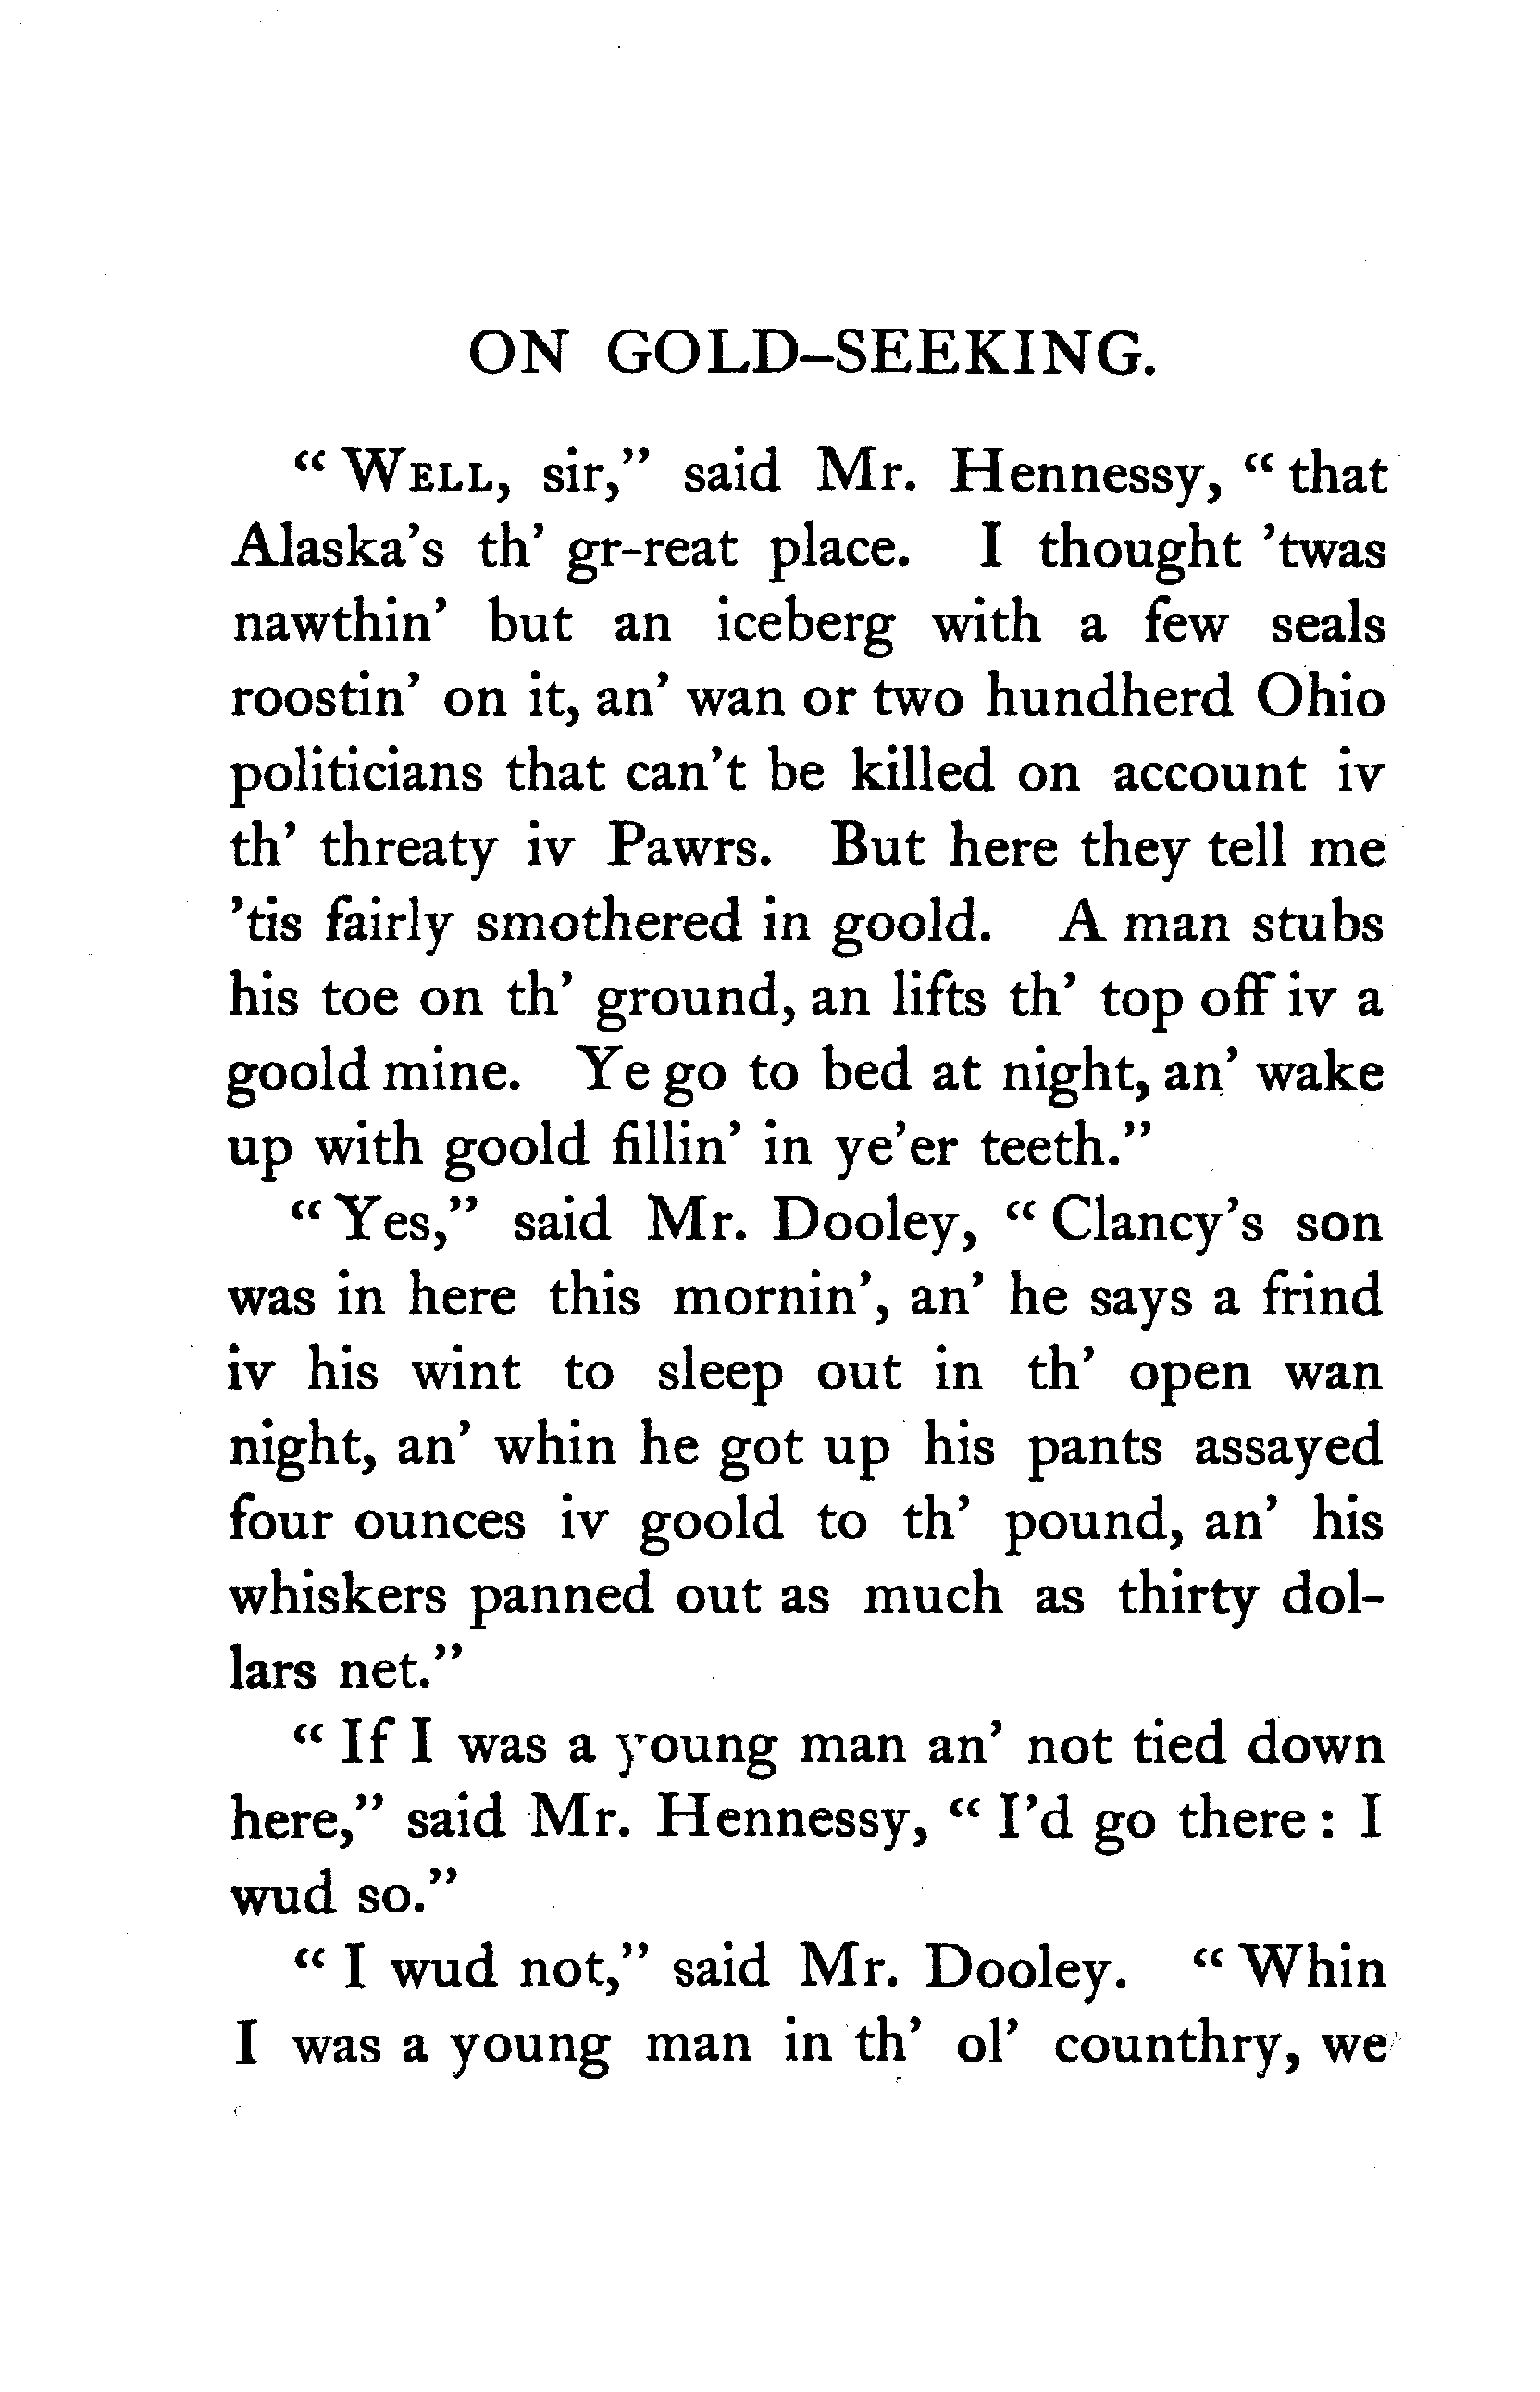 ON GOLD-SEEKING.
“ WELL, sir,” said Mr. Hennessy, “ that
Alaska’s th’ gr-reat place. I thought ’twas
nawthin’ but an iceberg with a few seals
roostin’ on it, an’ wan or two hundherd Ohio
politicians that can’t be killed on account iv
th’ threaty iv Pawrs. But here they tell me
’tis fairly smothered in goold. A man stubs
his toe on th’ ground, an lifts th’ top off iv a
goold mine. Ye go to bed at night, an’ wake
up with goold fillin’ in ye’er teeth.”
“ Yes,” said Mr. Dooley, “ Clancy’s son
was in here this mornin’, an’ he says a frind
iv his wint to sleep out in th’ open wan
night, an’ whin he got up his pants assayed
four ounces iv goold to th’ pound, an’ his
whiskers panned out as much as thirty dol-
lars net.”
“ If I was a young man an’ not tied down
here,” said Mr. Hennessy, “ I’d go there : I
wud so.”
“ I wud not,” said Mr. Dooley. “ Whin
I was a young man in th’ ol’ counthry, we